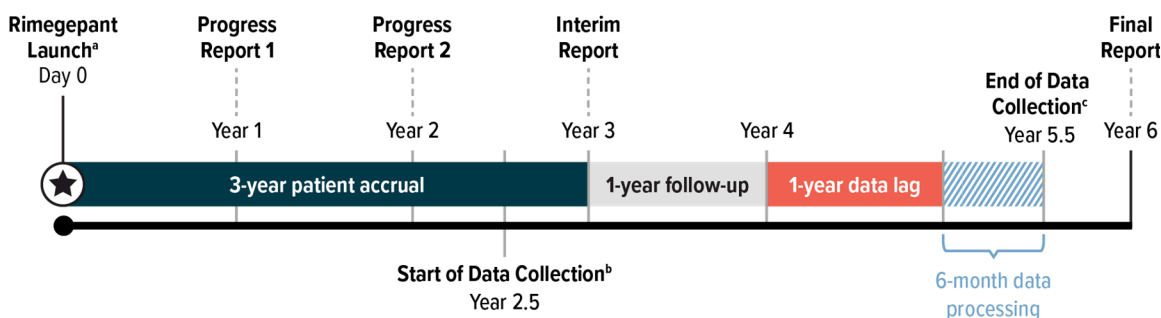 Rimegepant
Launchᵃ
Day 0
Progress
Report 1
Progress
Report 2
Interim
Report
Final
Report
End of Data
Collectionᶜ
Year 1
Year 2
Year 3
Year 4
Year 5.5
Year 6
3-year patient accrual
1-year follow-up
1-year data lag
Start of Data Collectionᵇ
Year 2.5
6-month data
processing